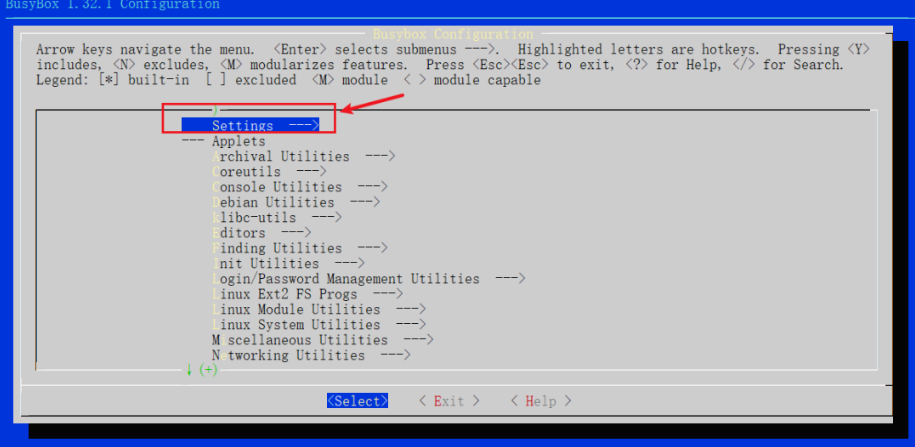 BusyBox 1.32.1 Configuration
Busybox Configuration
Arrow keys navigate the menu. <Enter> selects submenus --->. Highlighted letters are hotkeys. Pressing <Y>
includes, <N> excludes, <M> modularizes features. Press <Esc><Esc> to exit, <?> for Help, </> for Search.
Legend: [*] built-in [ ] excluded <M> module < > module capable
Settings --->
--- Applets
Archival Utilities --->
Coreutils --->
Console Utilities --->
Debian Utilities --->
klibc-utils --->
Editors --->
Finding Utilities --->
Init Utilities --->
Login/Password Management Utilities --->
Linux Ext2 FS Progs --->
Linux Module Utilities --->
Linux System Utilities --->
Miscellaneous Utilities --->
Networking Utilities --->
↓(+)
<Select> < Exit > < Help >